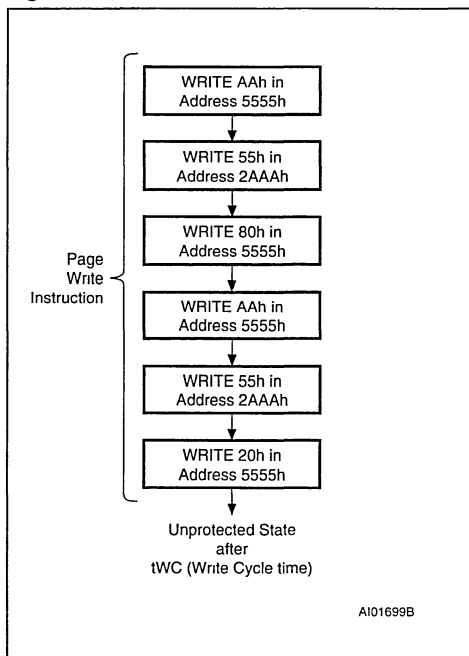 WRITE AAh in
Address 5555h
WRITE 55h in
Address 2AAAh
WRITE 80h in
Address 5555h
Page
Write
Instruction
WRITE AAh in
Address 5555h
WRITE 55h in
Address 2AAAh
WRITE 20h in
Address 5555h
Unprotected State
after
tWC (Write Cycle time)
AI01699B